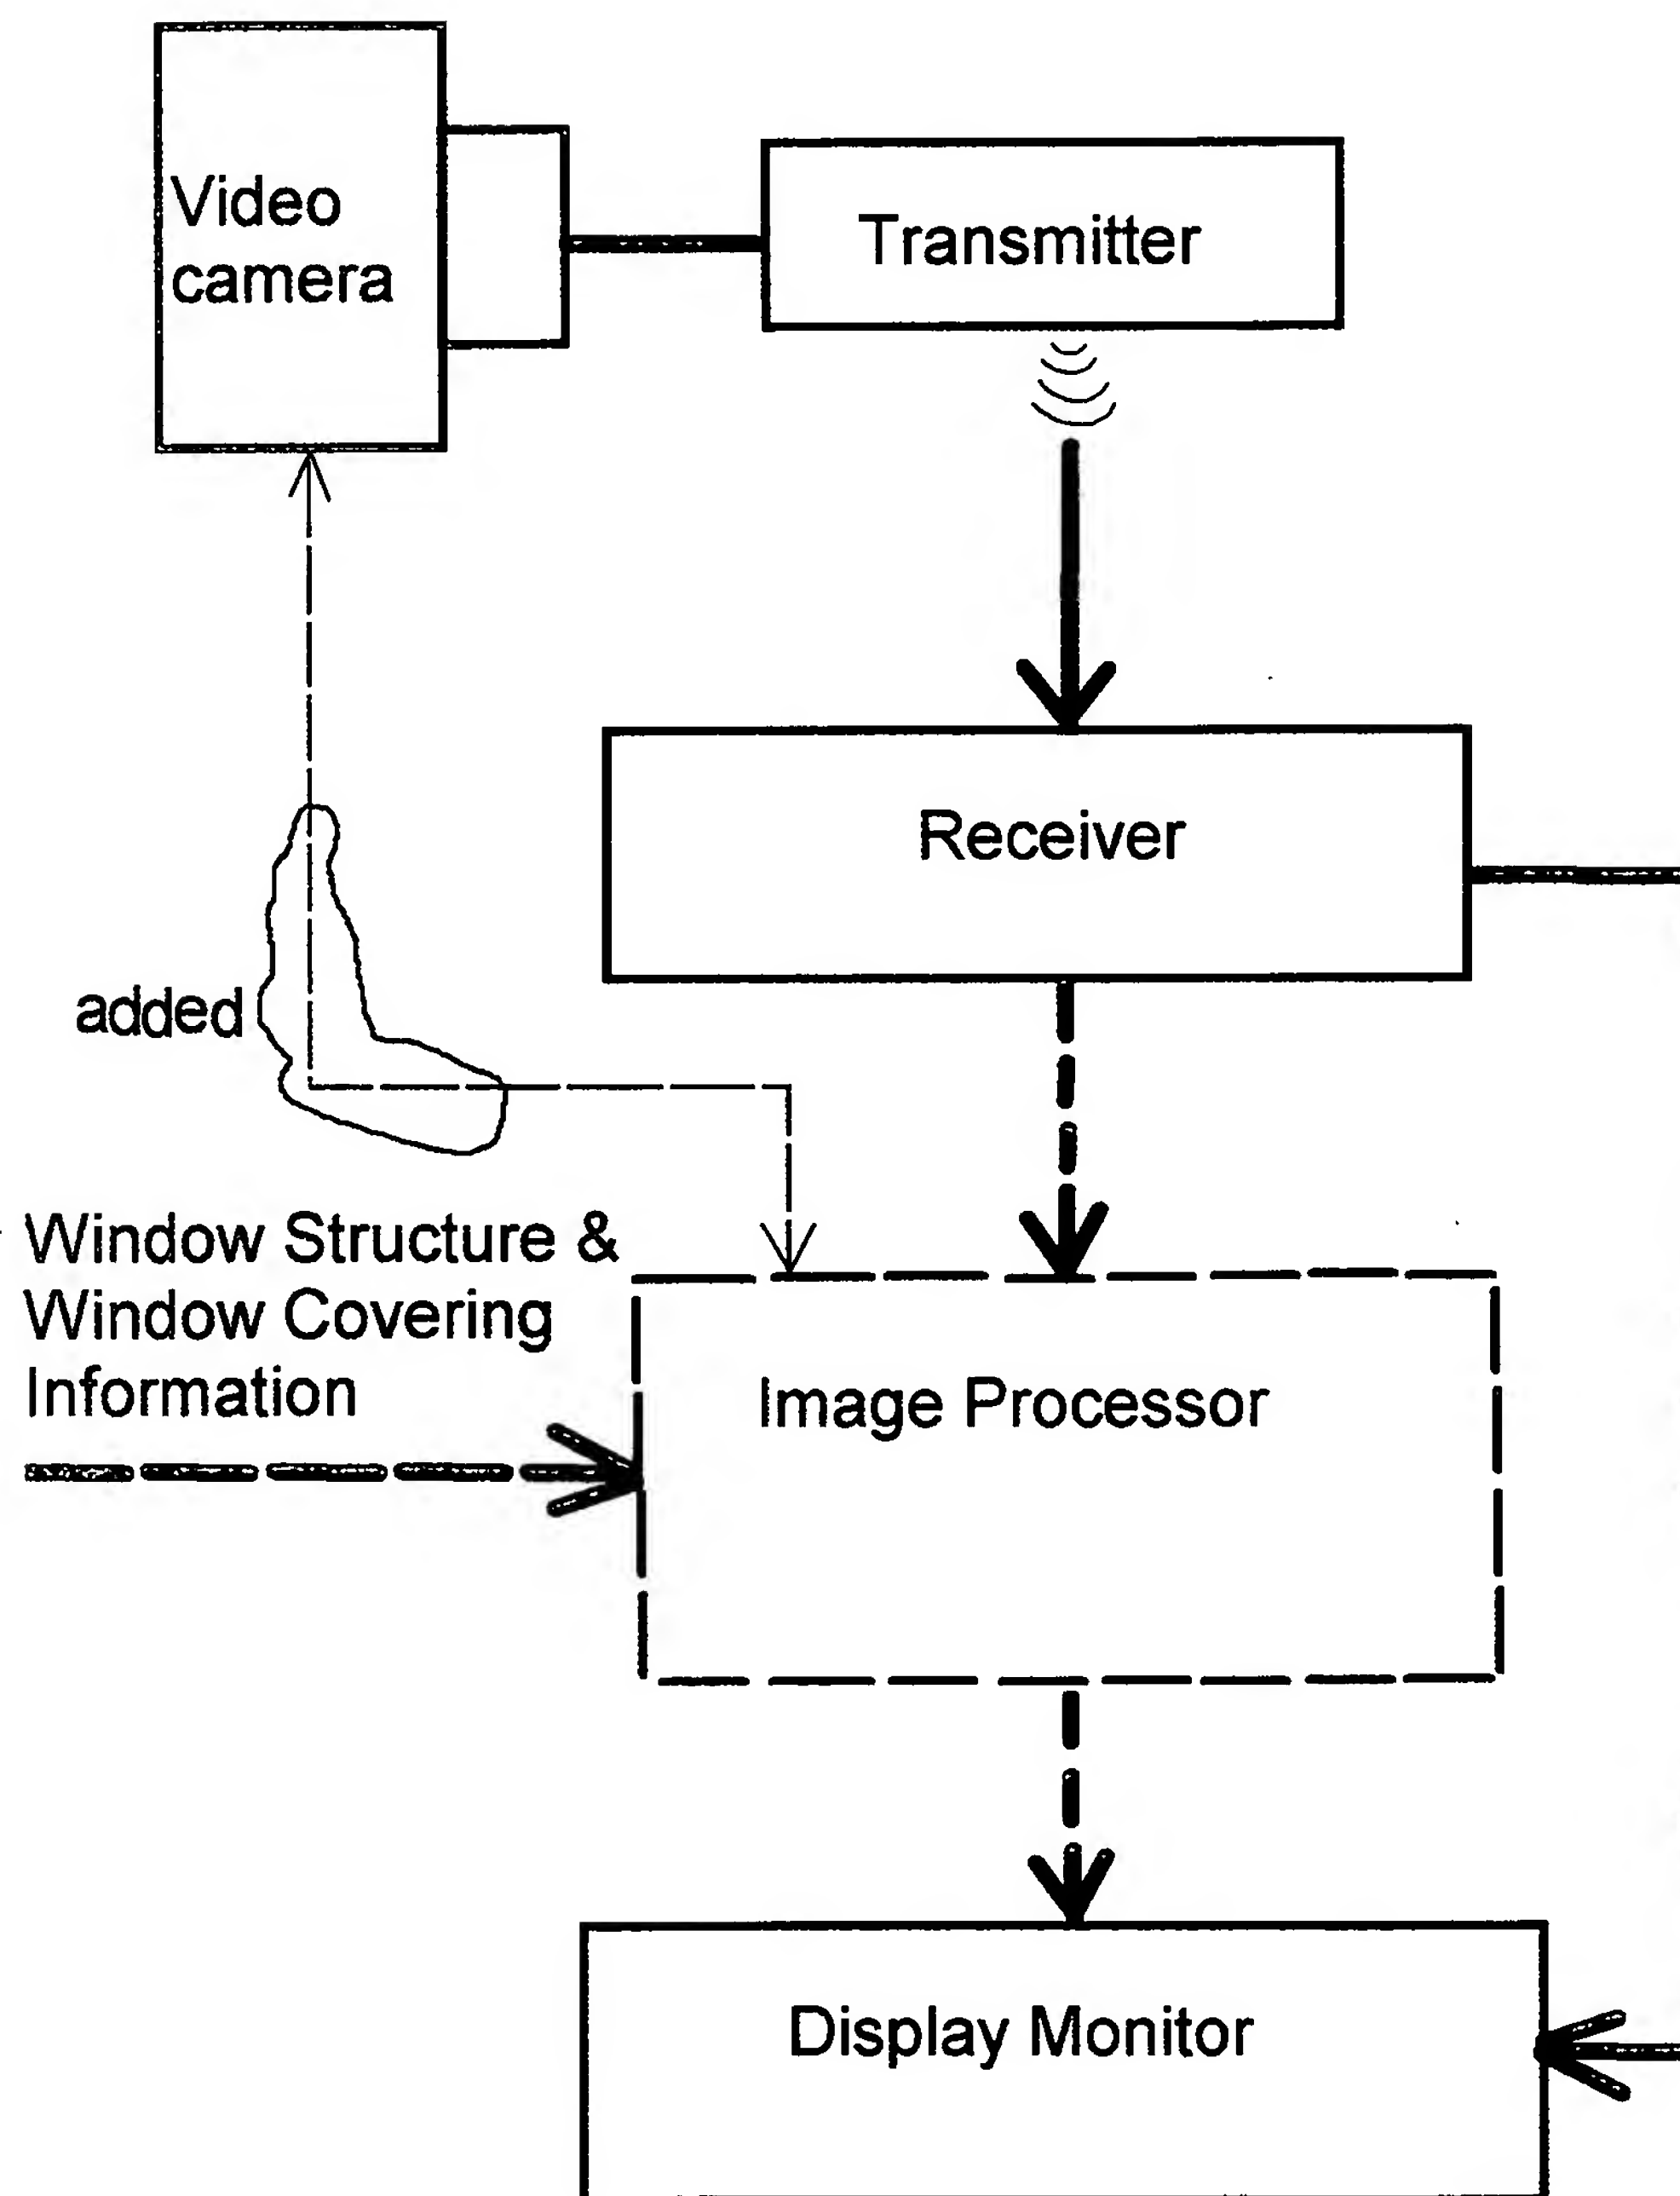 Video
camera
Transmitter
Receiver
added
Window Structure &
Window Covering
Information
Image Processor
Display Monitor